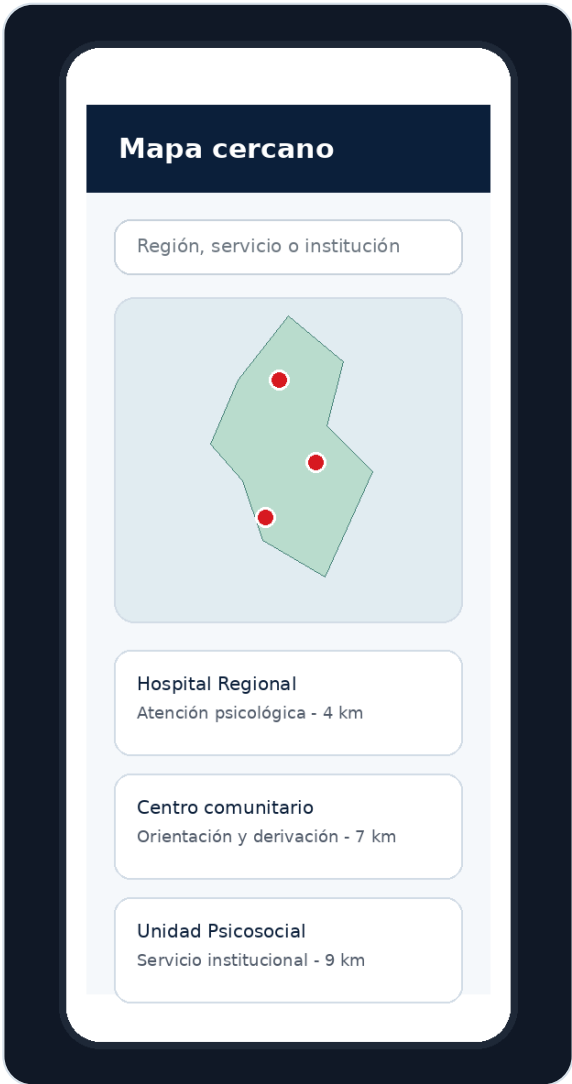 Mapa cercano
Región, servicio o institución
Hospital Regional
Atención psicológica - 4 km
Centro comunitario
Orientación y derivación - 7 km
Unidad Psicosocial
Servicio institucional - 9 km